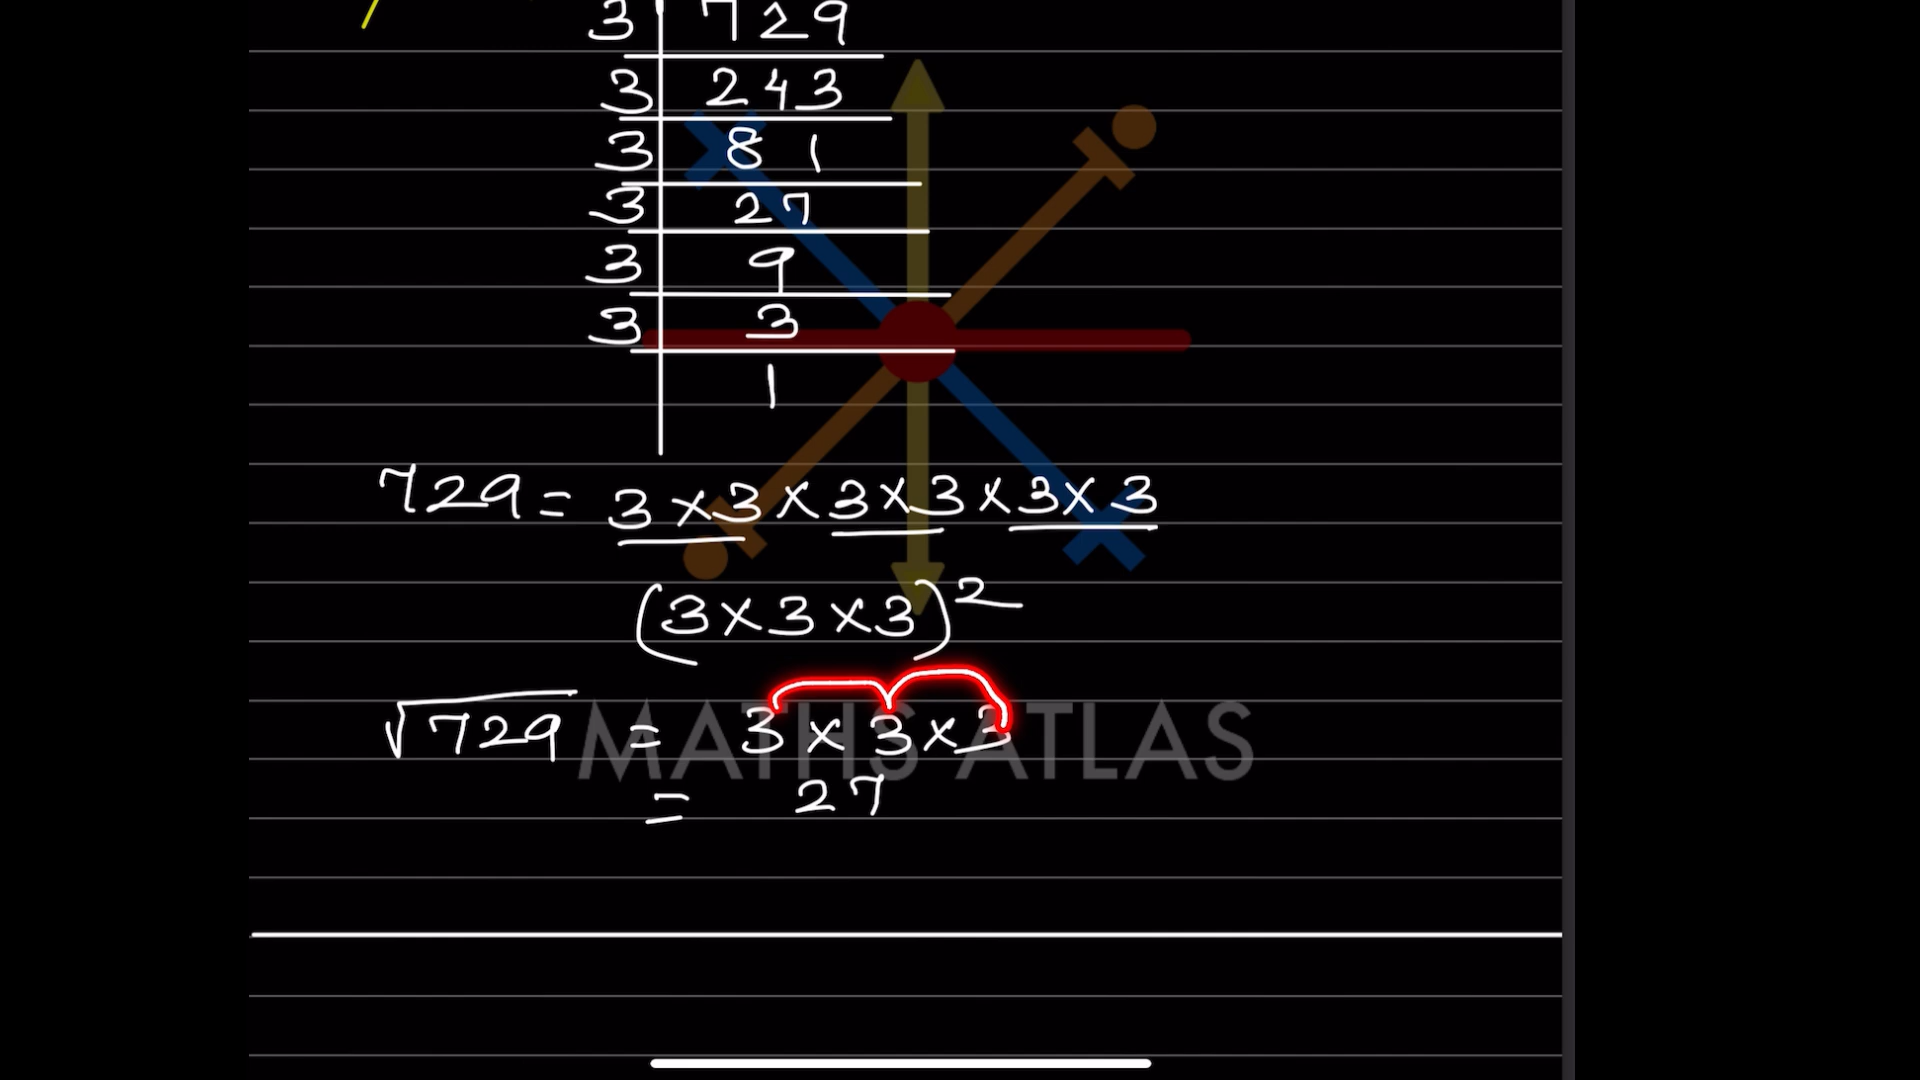 3 | 729
3 | 243
3 | 81
3 | 27
3 | 9
3 | 3
1
729 = 3 × 3 × 3 × 3 × 3 × 3
(3 × 3 × 3)²
√729 = 3 × 3 × 3
MATHS ATLAS
= 27